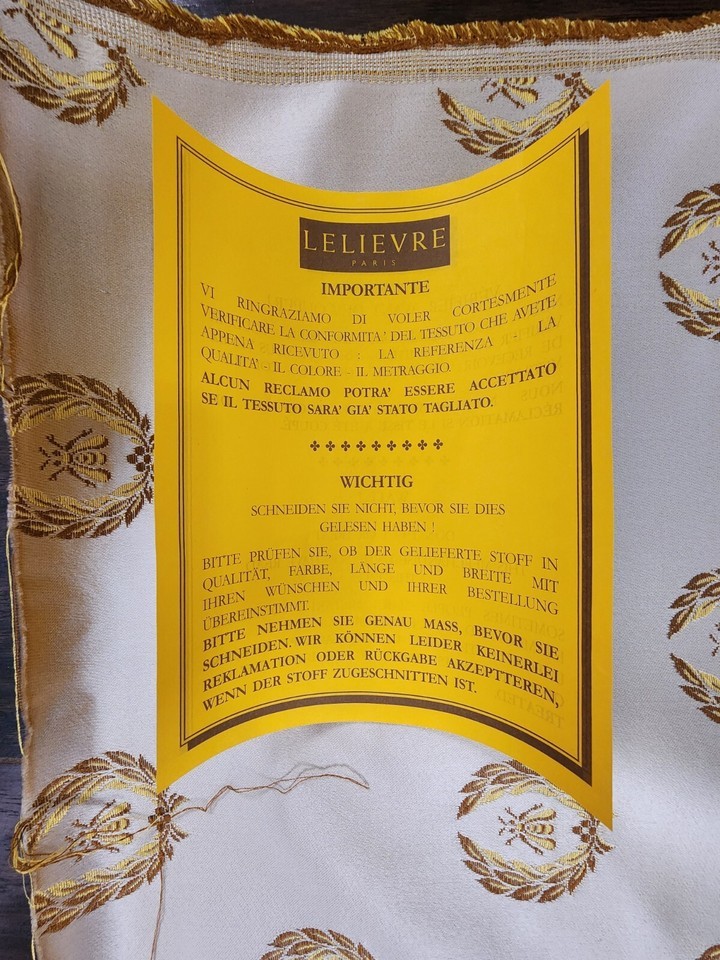 LELIEVRE
PARIS
IMPORTANTE
VI RINGRAZIAMO DI VOLER CORTESMENTE
VERIFICARE LA CONFORMITA' DEL TESSUTO CHE AVETE
APPENA RICEVUTO : LA REFERENZA - LA
QUALITA' - IL COLORE - IL METRAGGIO.
ALCUN RECLAMO POTRA' ESSERE ACCETTATO
SE IL TESSUTO SARA' GIA' STATO TAGLIATO.
WICHTIG
SCHNEIDEN SIE NICHT, BEVOR SIE DIES
GELESEN HABEN !
BITTE PRÜFEN SIE, OB DER GELIEFERTE STOFF IN
QUALITÄT, FARBE, LÄNGE UND BREITE MIT
IHREN WÜNSCHEN UND IHRER BESTELLUNG
ÜBEREINSTIMMT.
BITTE NEHMEN SIE GENAU MASS, BEVOR SIE
SCHNEIDEN. WIR KÖNNEN LEIDER KEINERLEI
REKLAMATION ODER RÜCKGABE AKZEPTTEREN,
WENN DER STOFF ZUGESCHNITTEN IST.